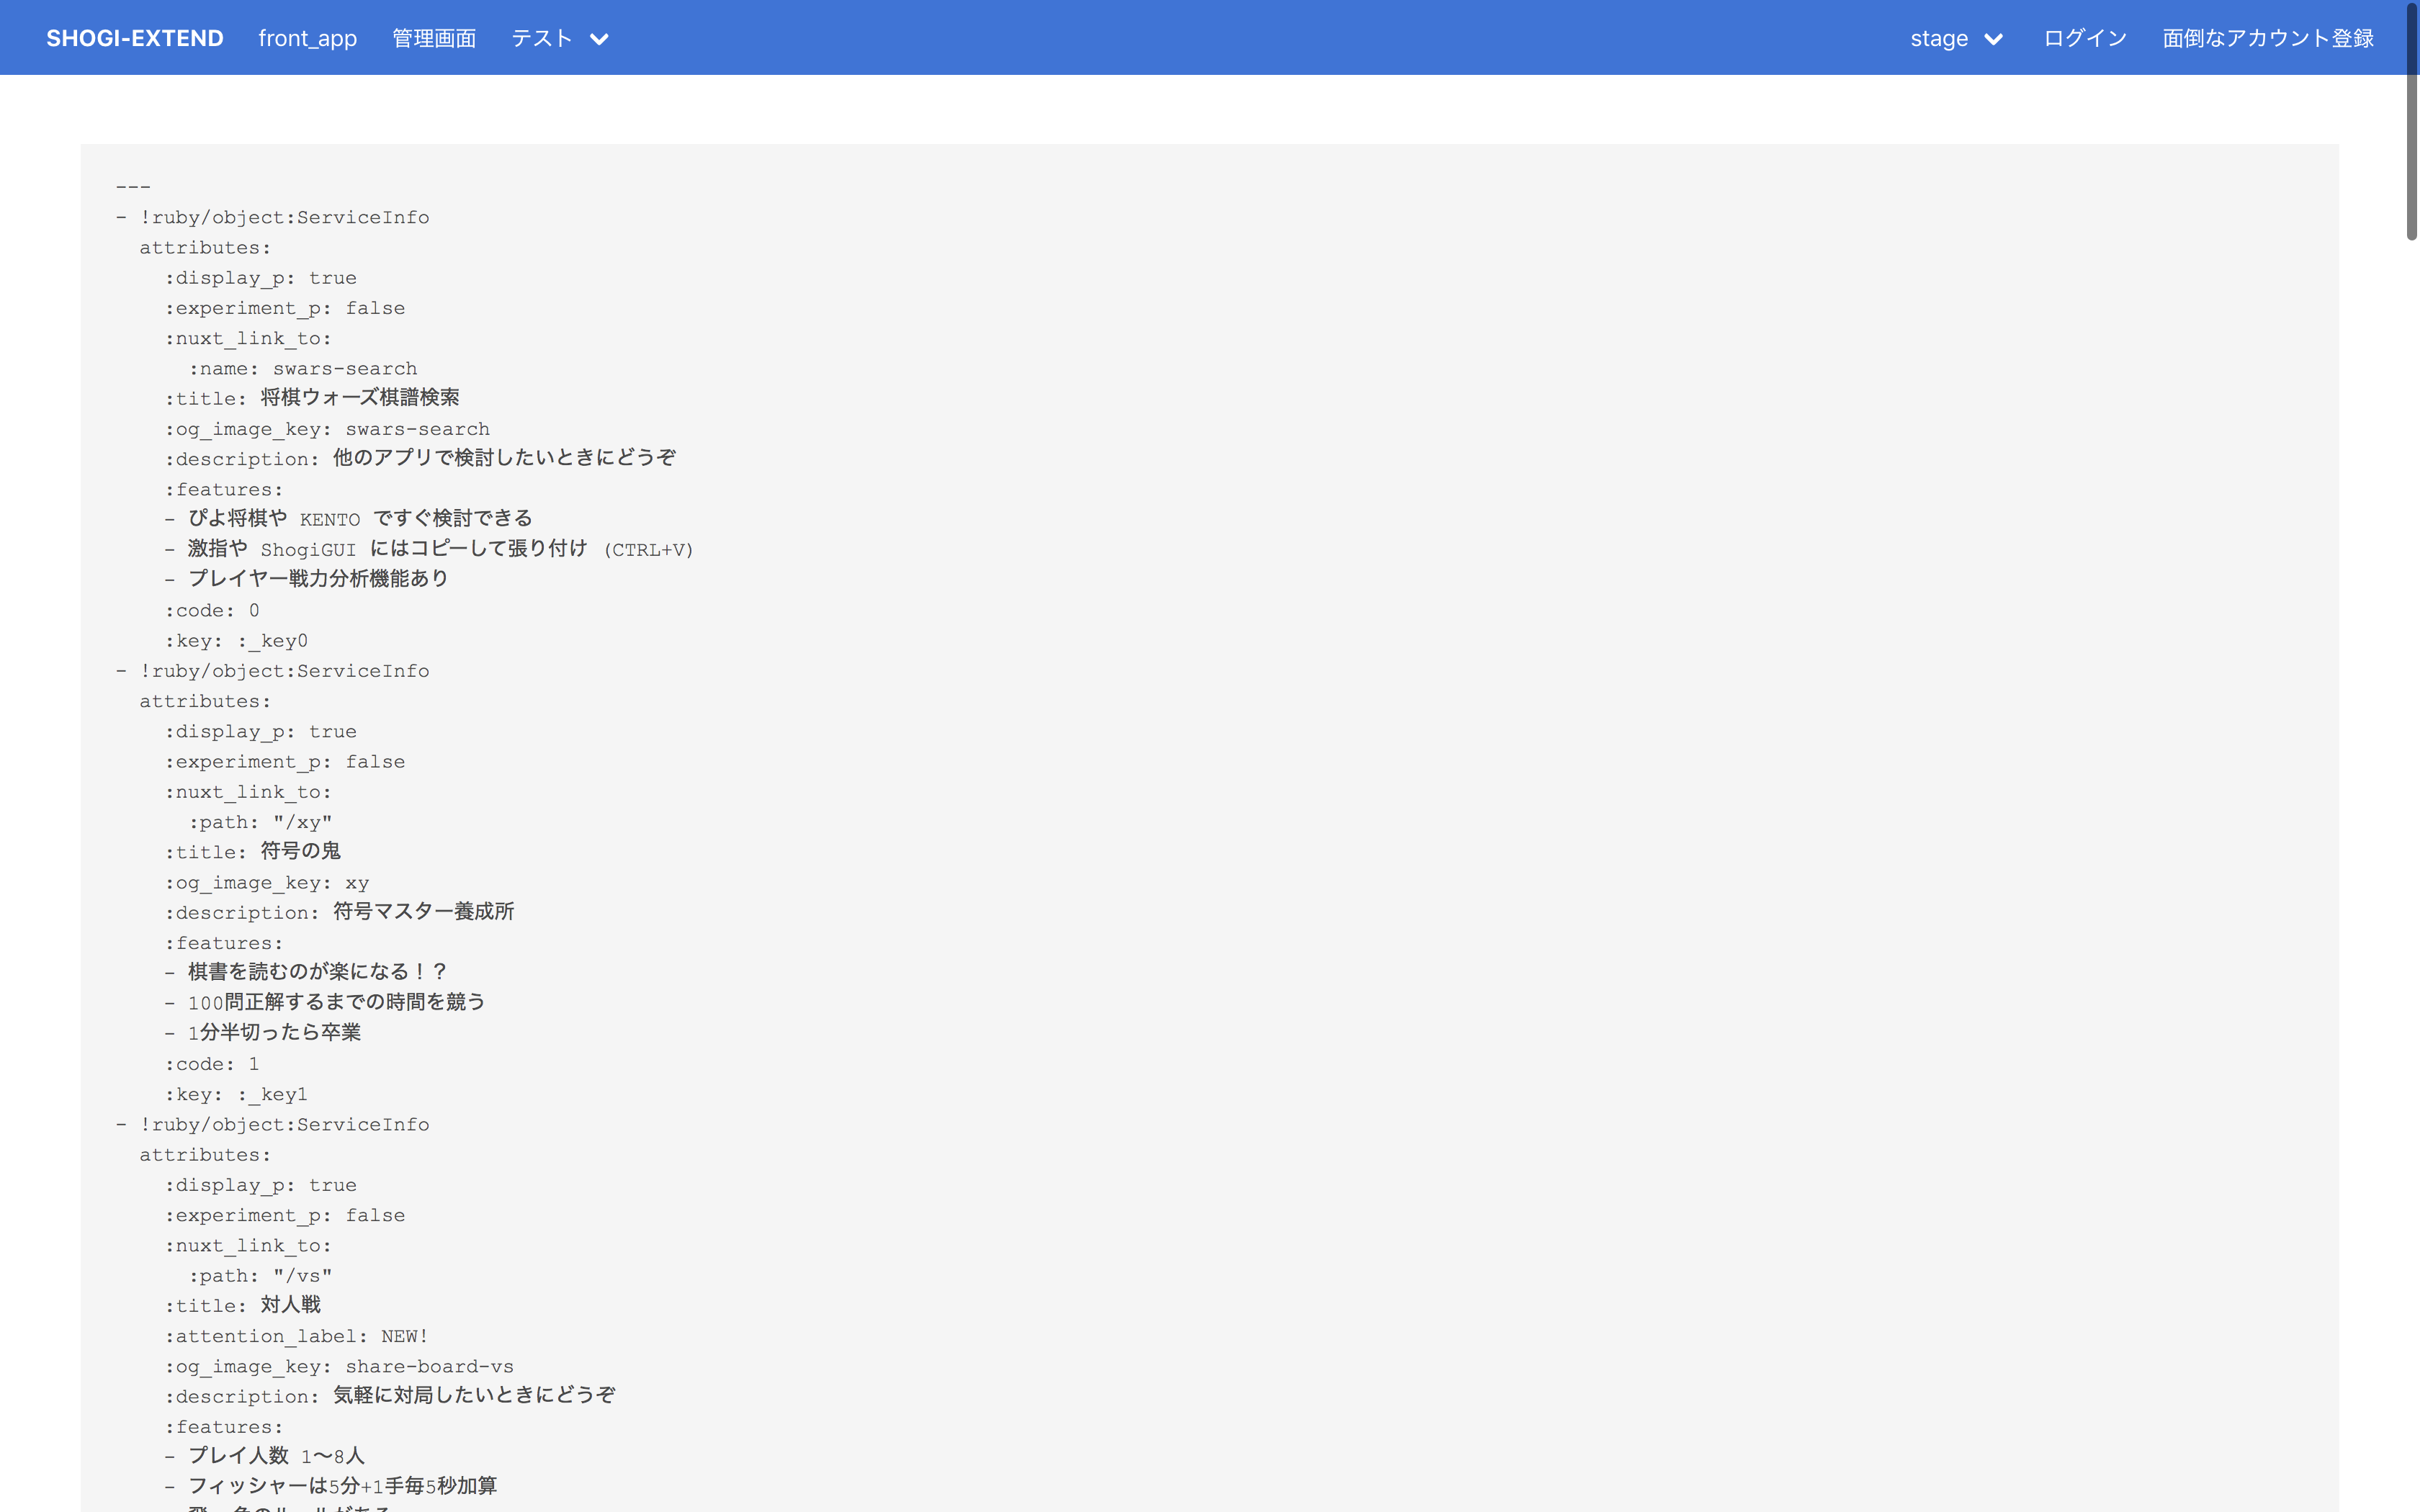 SHOGI-EXTEND front_app 管理画面 テスト stage ログイン 面倒なアカウント登録
---
- !ruby/object:ServiceInfo
  attributes:
    :display_p: true
    :experiment_p: false
    :nuxt_link_to:
      :name: swars-search
    :title: 将棋ウォーズ棋譜検索
    :og_image_key: swars-search
    :description: 他のアプリで検討したいときにどうぞ
    :features:
    - ぴよ将棋や KENTO ですぐ検討できる
    - 激指や ShogiGUI にはコピーして張り付け (CTRL+V)
    - プレイヤー戦力分析機能あり
    :code: 0
    :key: :_key0
- !ruby/object:ServiceInfo
  attributes:
    :display_p: true
    :experiment_p: false
    :nuxt_link_to:
      :path: "/xy"
    :title: 符号の鬼
    :og_image_key: xy
    :description: 符号マスター養成所
    :features:
    - 棋書を読むのが楽になる！？
    - 100問正解するまでの時間を競う
    - 1分半切ったら卒業
    :code: 1
    :key: :_key1
- !ruby/object:ServiceInfo
  attributes:
    :display_p: true
    :experiment_p: false
    :nuxt_link_to:
      :path: "/vs"
    :title: 対人戦
    :attention_label: NEW!
    :og_image_key: share-board-vs
    :description: 気軽に対局したいときにどうぞ
    :features:
    - プレイ人数 1〜8人
    - フィッシャーは5分+1手毎5秒加算